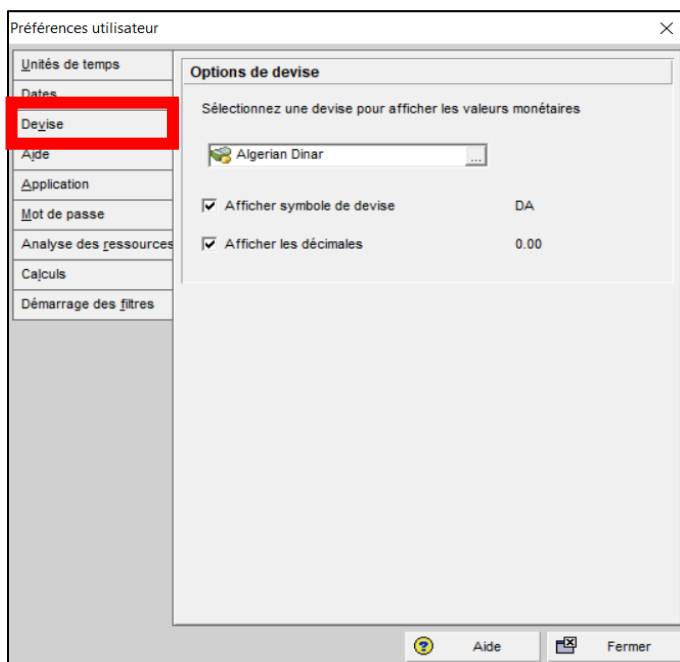 Préférences utilisateur
Unités de temps
Dates
Devise
Aide
Application
Mot de passe
Analyse des ressources
Calculs
Démarrage des filtres
Options de devise
Sélectionnez une devise pour afficher les valeurs monétaires
Algerian Dinar ...
Afficher symbole de devise DA
Afficher les décimales 0.00
Aide Fermer